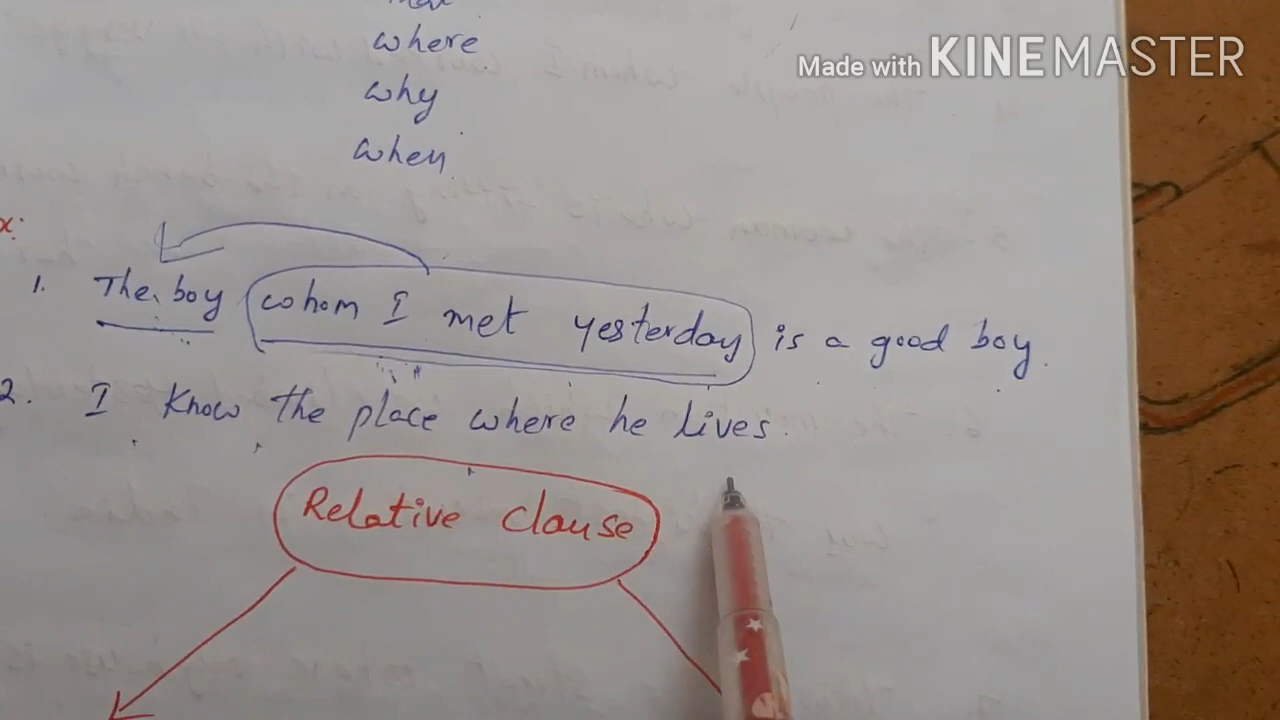 where
Made with KINEMASTER
why
when
x:
1. The boy whom I met yesterday is a good boy.
2. I Know the place where he lives.
Relative clause